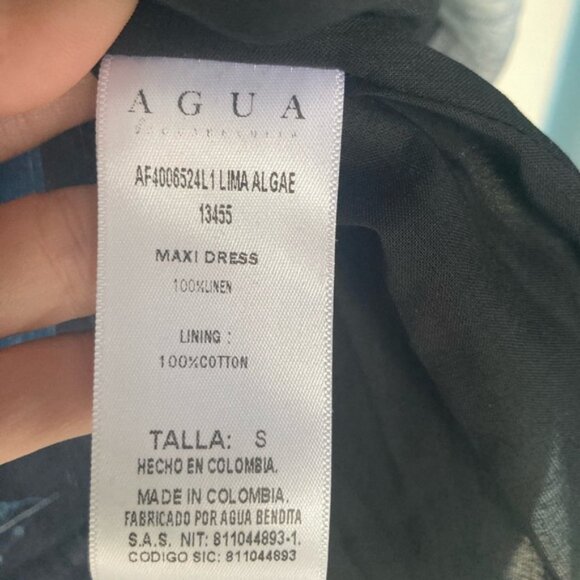 A G U A
AF4006524L1 LIMA ALGAE
13455
MAXI DRESS
100%LINEN
LINING :
100%COTTON
TALLA: S
HECHO EN COLOMBIA.
MADE IN COLOMBIA.
FABRICADO POR AGUA BENDITA
S.A.S. NIT: 811044893-1.
CODIGO SIC: 811044893